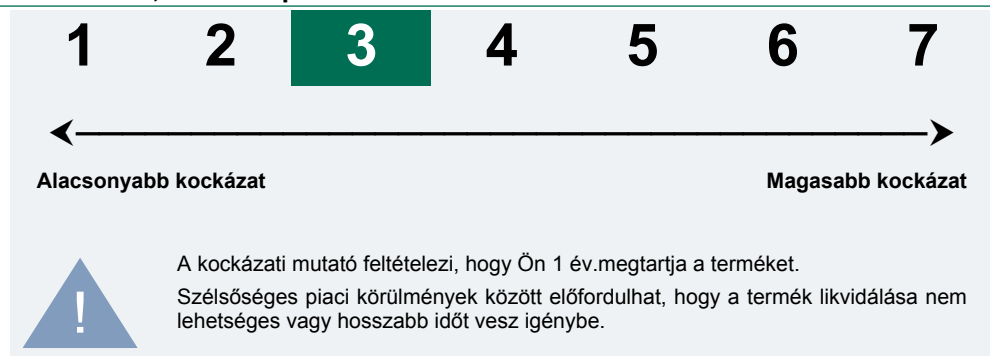 1 2 3 4 5 6 7
Alacsonyabb kockázat Magasabb kockázat
A kockázati mutató feltételezi, hogy Ön 1 év.megtartja a terméket.
Szélsőséges piaci körülmények között előfordulhat, hogy a termék likvidálása nem
lehetséges vagy hosszabb időt vesz igénybe.
!